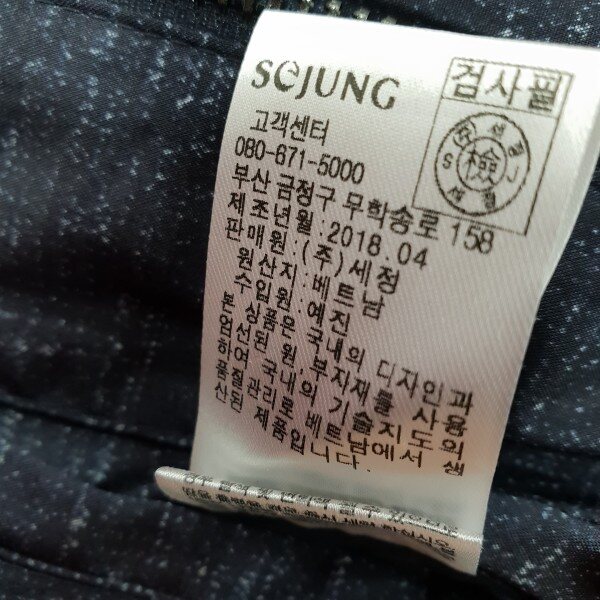 SEJUNG
검사필
檢
고객센터
080-671-5000
부산 금정구 무학송로 158
제조년월:2018.04
판매원:(주)세정
원산지:베트남
수입원:예진
본 상품은 국내의 디자인과
엄선된 원,부자재를 사용
하여 국내의 기술지도의
품질관리로 베트남에서 생
산된 제품입니다.